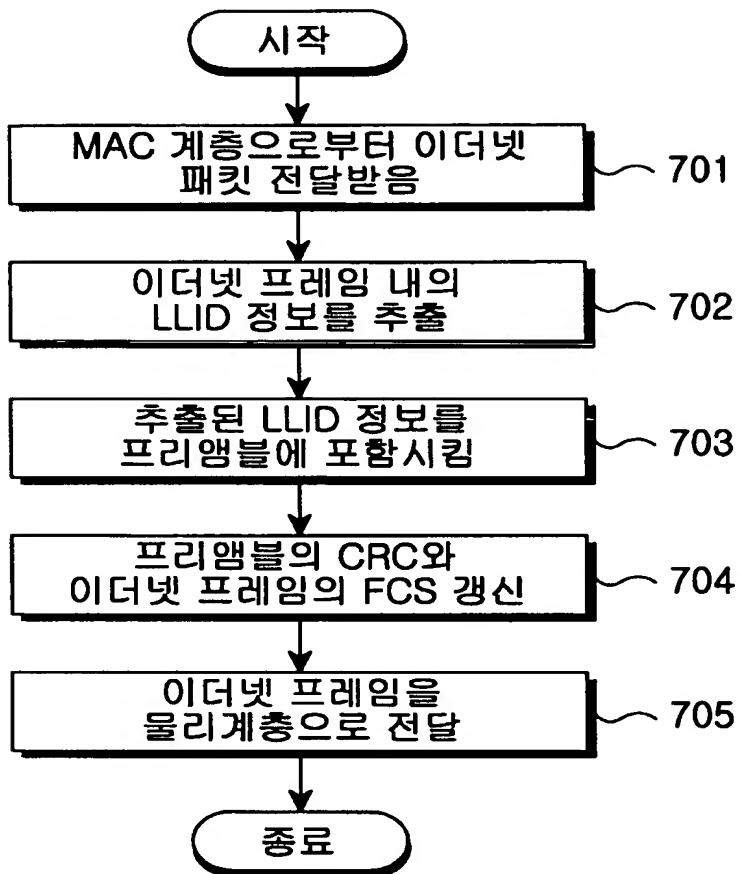 시작
MAC 계층으로부터 이더넷
패킷 전달받음
701
이더넷 프레임 내의
LLID 정보를 추출
702
추출된 LLID 정보를
프리앰블에 포함시킴
703
프리앰블의 CRC와
이더넷 프레임의 FCS 갱신
704
이더넷 프레임을
물리계층으로 전달
705
종료